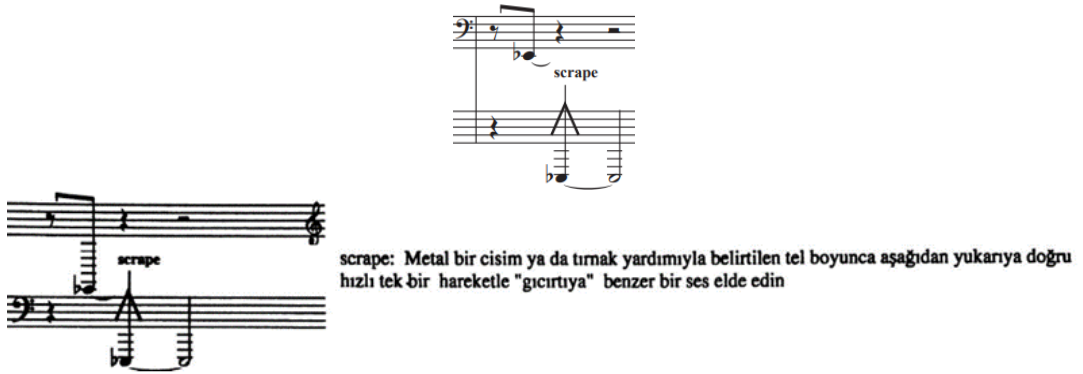 scrape
scrape
scrape: Metal bir cisim ya da tırnak yardımıyla belirtilen tel boyunca aşağıdan yukarıya doğru
hızlı tek bir hareketle "gıcırtıya" benzer bir ses elde edin